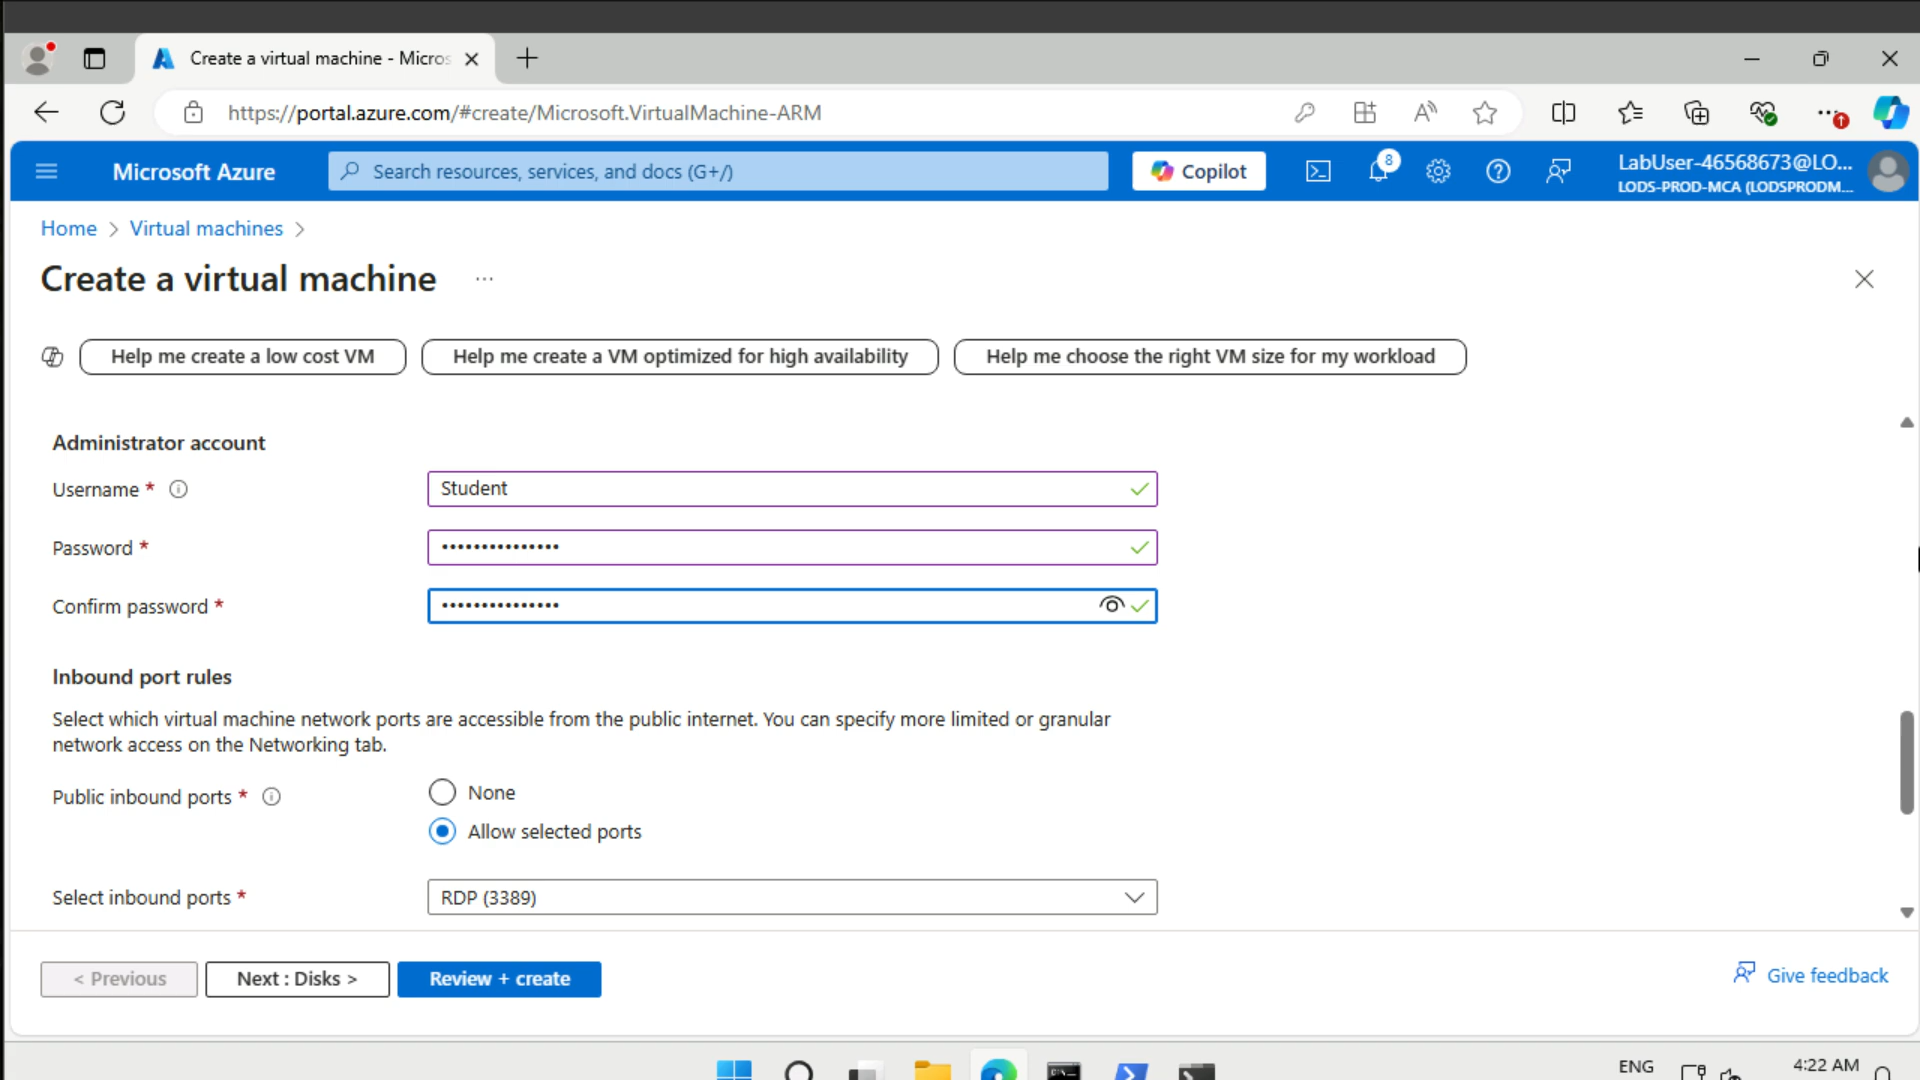 Create a virtual machine - Micros
https://portal.azure.com/#create/Microsoft.VirtualMachine-ARM
Microsoft Azure
Search resources, services, and docs (G+/)
Copilot
8
LabUser-46568673@LO...
LODS-PROD-MCA (LODSPRODM...
Home > Virtual machines >
Create a virtual machine ...
Help me create a low cost VM
Help me create a VM optimized for high availability
Help me choose the right VM size for my workload
Administrator account
Username *
Student
Password *
•••••••••••••••
Confirm password *
•••••••••••••••
Inbound port rules
Select which virtual machine network ports are accessible from the public internet. You can specify more limited or granular
network access on the Networking tab.
Public inbound ports *
None
Allow selected ports
Select inbound ports *
RDP (3389)
< Previous
Next : Disks >
Review + create
Give feedback
ENG
4:22 AM